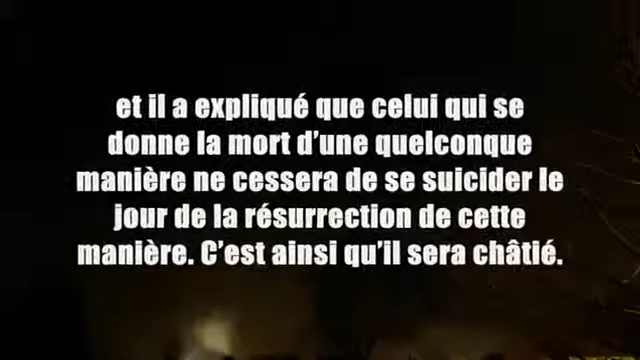 et il a expliqué que celui qui se
donne la mort d’une quelconque
manière ne cessera de se suicider le
jour de la résurrection de cette
manière. C’est ainsi qu’il sera châtié.